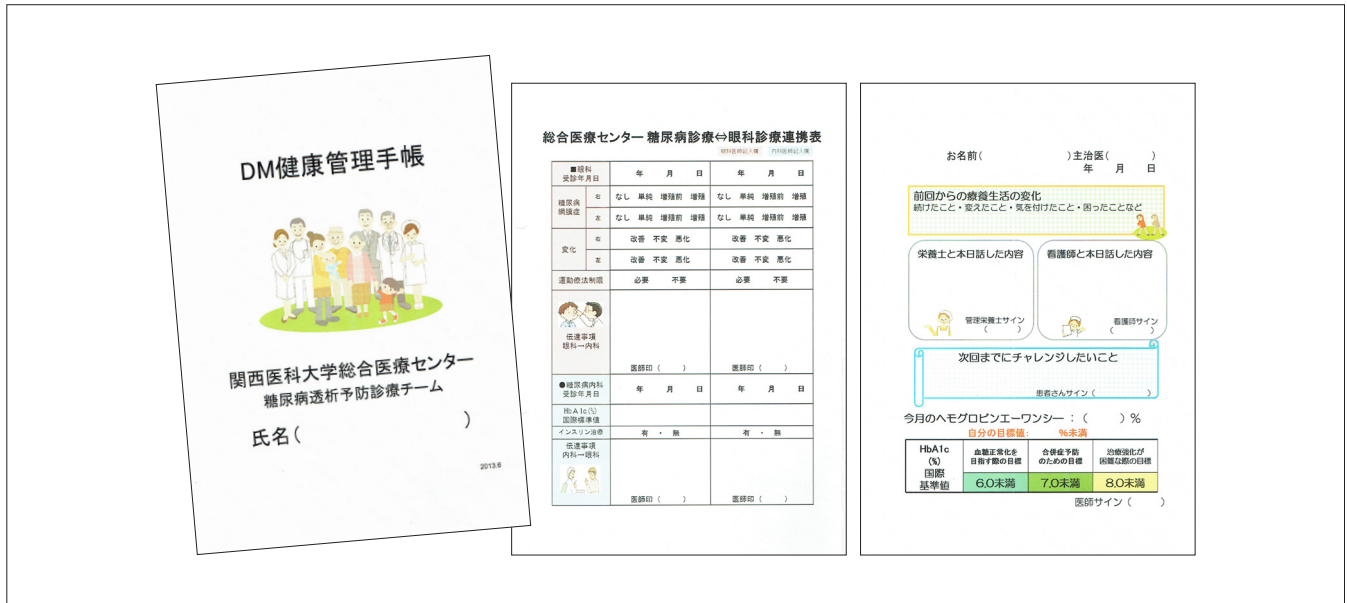 DM健康管理手帳
関西医科大学総合医療センター
糖尿病透析予防診療チーム
氏名( )
2013.6
総合医療センター 糖尿病診療⇔眼科診療連携表
眼科医師記入欄 内科医師記入欄
■眼科
受診年月日
年 月 日 年 月 日
糖尿病
網膜症
右 なし 単純 増殖前 増殖 なし 単純 増殖前 増殖
左 なし 単純 増殖前 増殖 なし 単純 増殖前 増殖
変化
右 改善 不変 悪化 改善 不変 悪化
左 改善 不変 悪化 改善 不変 悪化
運動療法制限 必要 不要 必要 不要
伝達事項
眼科→内科
医師印 ( ) 医師印 ( )
●糖尿病内科
受診年月日
年 月 日 年 月 日
HbA1c(%)
国際標準値
インスリン治療 有 ・ 無 有 ・ 無
伝達事項
内科→眼科
医師印 ( ) 医師印 ( )
お名前( )主治医( )
年 月 日
前回からの療養生活の変化
続けたこと・変えたこと・気を付けたこと・困ったことなど
栄養士と本日話した内容
管理栄養士サイン
( )
看護師と本日話した内容
看護師サイン
( )
次回までにチャレンジしたいこと
患者さんサイン ( )
今月のヘモグロビンエーワンシー:( )%
自分の目標値: %未満
HbA1c
(%)
国際
基準値
血糖正常化を
目指す際の目標
合併症予防
のための目標
治療強化が
困難な際の目標
6.0未満 7.0未満 8.0未満
医師サイン ( )